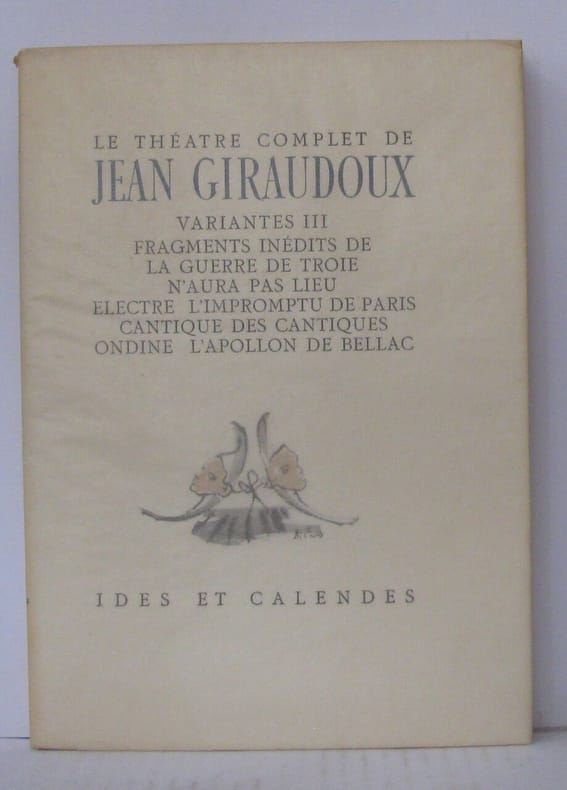 LE THÉATRE COMPLET DE
JEAN GIRAUDOUX
VARIANTES III
FRAGMENTS INÉDITS DE
LA GUERRE DE TROIE
N'AURA PAS LIEU
ELECTRE L'IMPROMPTU DE PARIS
CANTIQUE DES CANTIQUES
ONDINE L'APOLLON DE BELLAC
IDES ET CALENDES